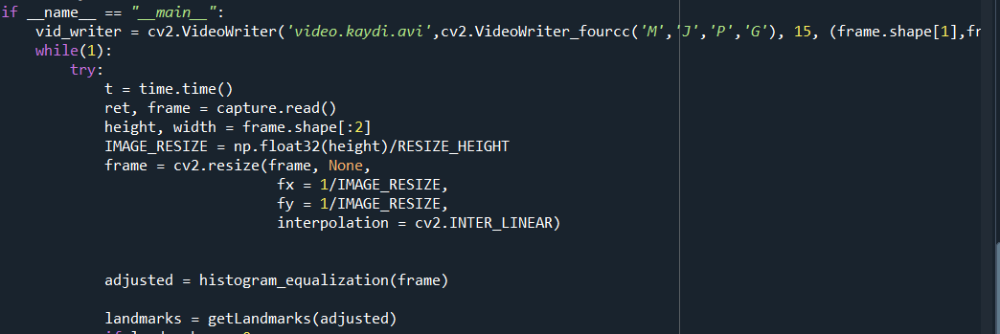 if __name__ == "__main__":
    vid_writer = cv2.VideoWriter('video.kaydi.avi',cv2.VideoWriter_fourcc('M','J','P','G'), 15, (frame.shape[1],fr
    while(1):
        try:
            t = time.time()
            ret, frame = capture.read()
            height, width = frame.shape[:2]
            IMAGE_RESIZE = np.float32(height)/RESIZE_HEIGHT
            frame = cv2.resize(frame, None,
                                fx = 1/IMAGE_RESIZE,
                                fy = 1/IMAGE_RESIZE,
                                interpolation = cv2.INTER_LINEAR)
            adjusted = histogram_equalization(frame)
            landmarks = getLandmarks(adjusted)